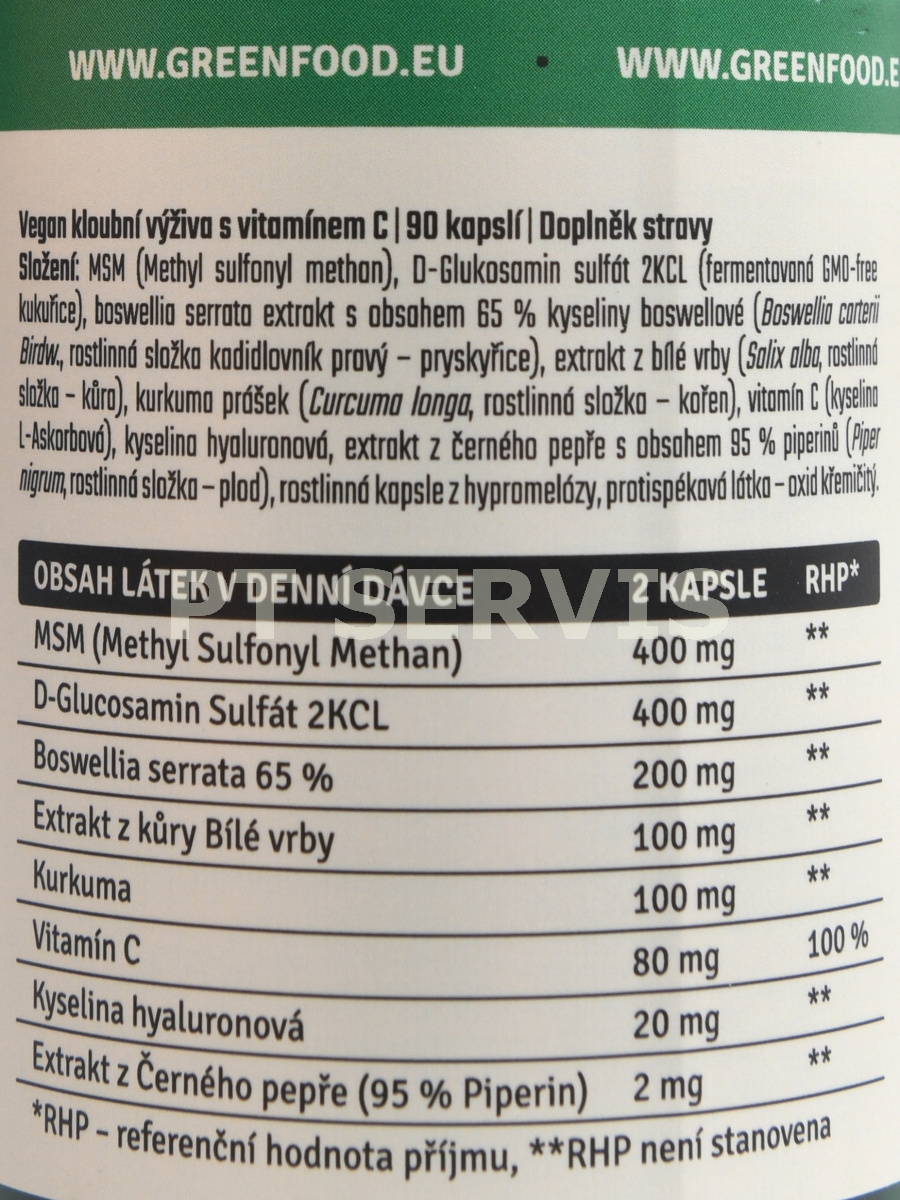 WWW.GREENFOOD.EU • WWW.GREENFOOD.E
Vegan kloubní výživa s vitamínem C | 90 kapslí | Doplněk stravy
Složení: MSM (Methyl sulfonyl methan), D-Glukosamin sulfát 2KCL (fermentovaná GMO-free
kukuřice), boswellia serrata extrakt s obsahem 65 % kyseliny boswellové (Boswellia carterii
Birdw., rostlinná složka kadidlovník pravý – pryskyřice), extrakt z bílé vrby (Salix alba, rostlinná
složka – kůra), kurkuma prášek (Curcuma longa, rostlinná složka – kořen), vitamín C (kyselina
L-Askorbová), kyselina hyaluronová, extrakt z černého pepře s obsahem 95 % piperinů (Piper
nigrum, rostlinná složka – plod), rostlinná kapsle z hypromelózy, protispékavá látka – oxid křemičitý.
OBSAH LÁTEK V DENNÍ DÁVCE 2 KAPSLE RHP*
PT SERVIS
MSM (Methyl Sulfonyl Methan) 400 mg **
D-Glucosamin Sulfát 2KCL 400 mg **
Boswellia serrata 65 % 200 mg **
Extrakt z kůry Bílé vrby 100 mg **
Kurkuma 100 mg **
Vitamín C 80 mg 100 %
Kyselina hyaluronová 20 mg **
Extrakt z Černého pepře (95 % Piperin) 2 mg **
*RHP – referenční hodnota příjmu, **RHP není stanovena